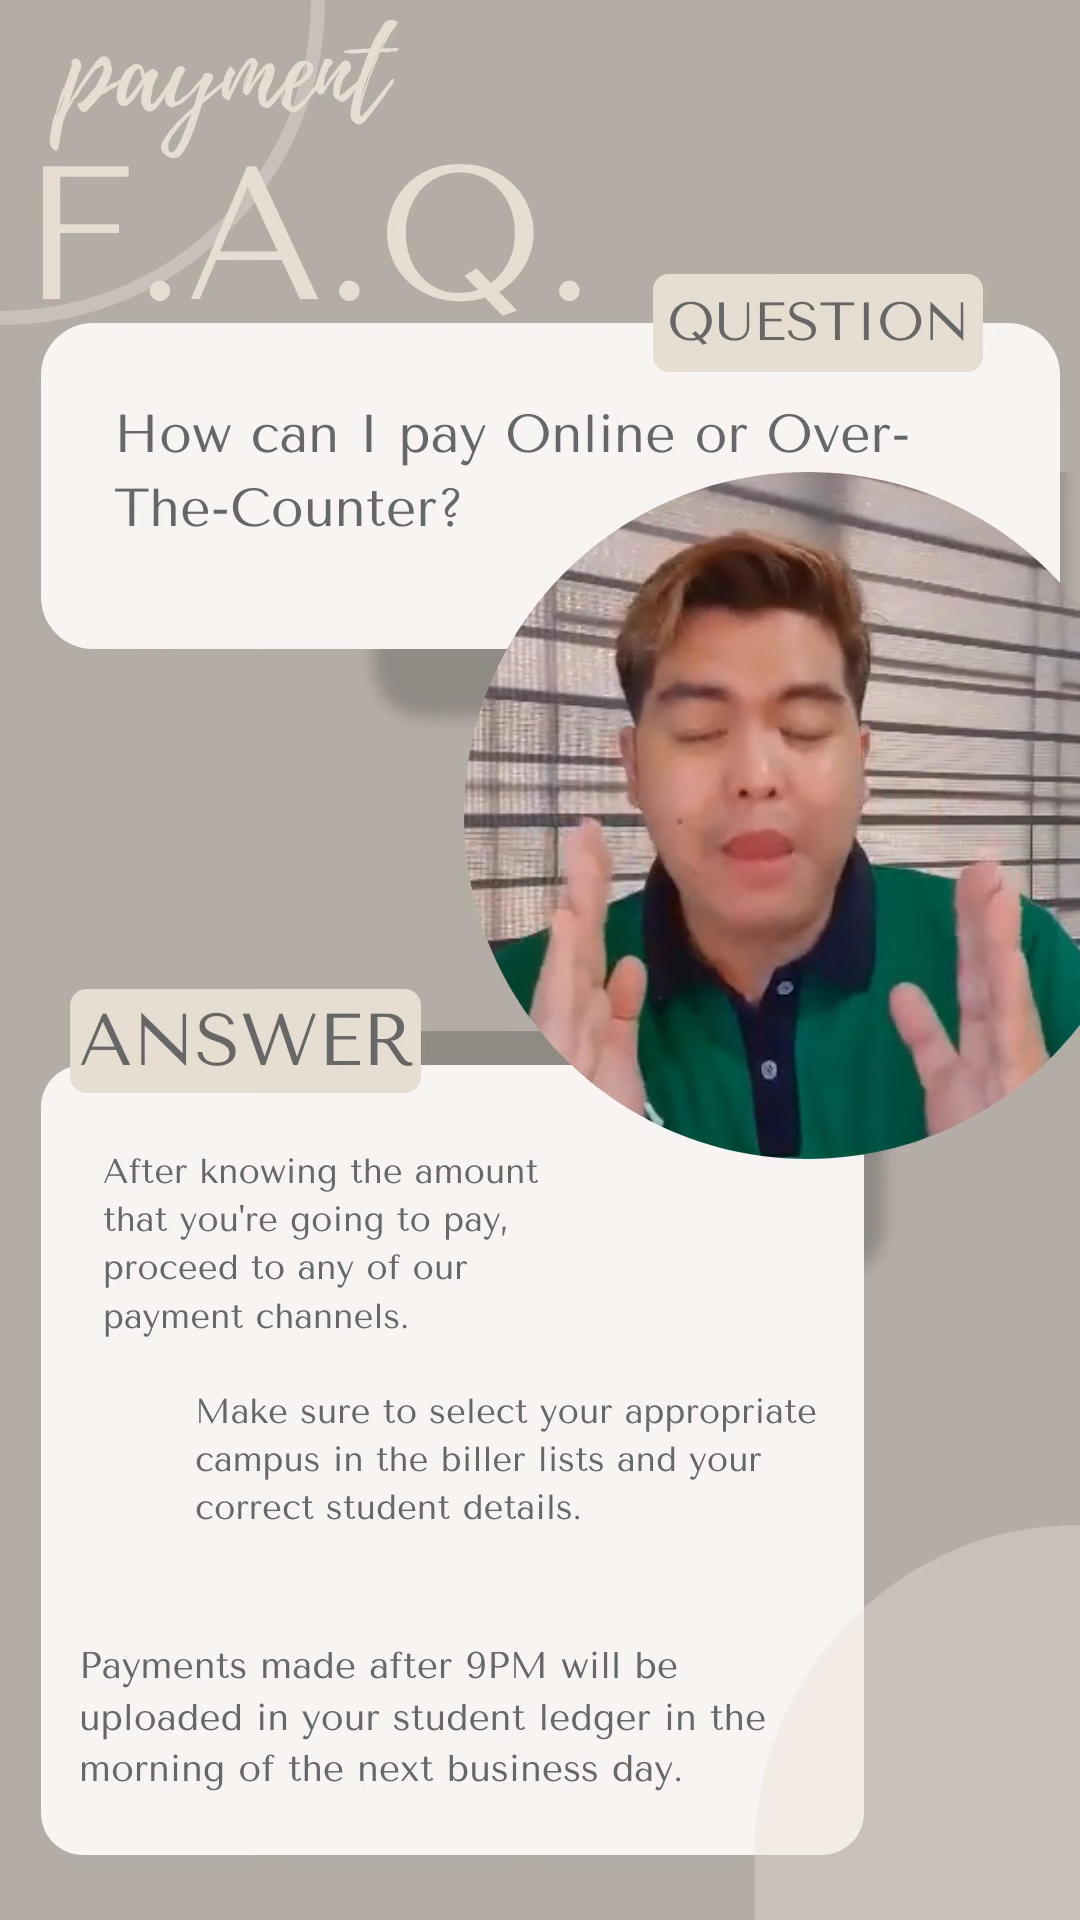 payment
F.A.Q.
QUESTION
How can I pay Online or Over-
The-Counter?
ANSWER
After knowing the amount
that you're going to pay,
proceed to any of our
payment channels.
Make sure to select your appropriate
campus in the biller lists and your
correct student details.
Payments made after 9PM will be
uploaded in your student ledger in the
morning of the next business day.